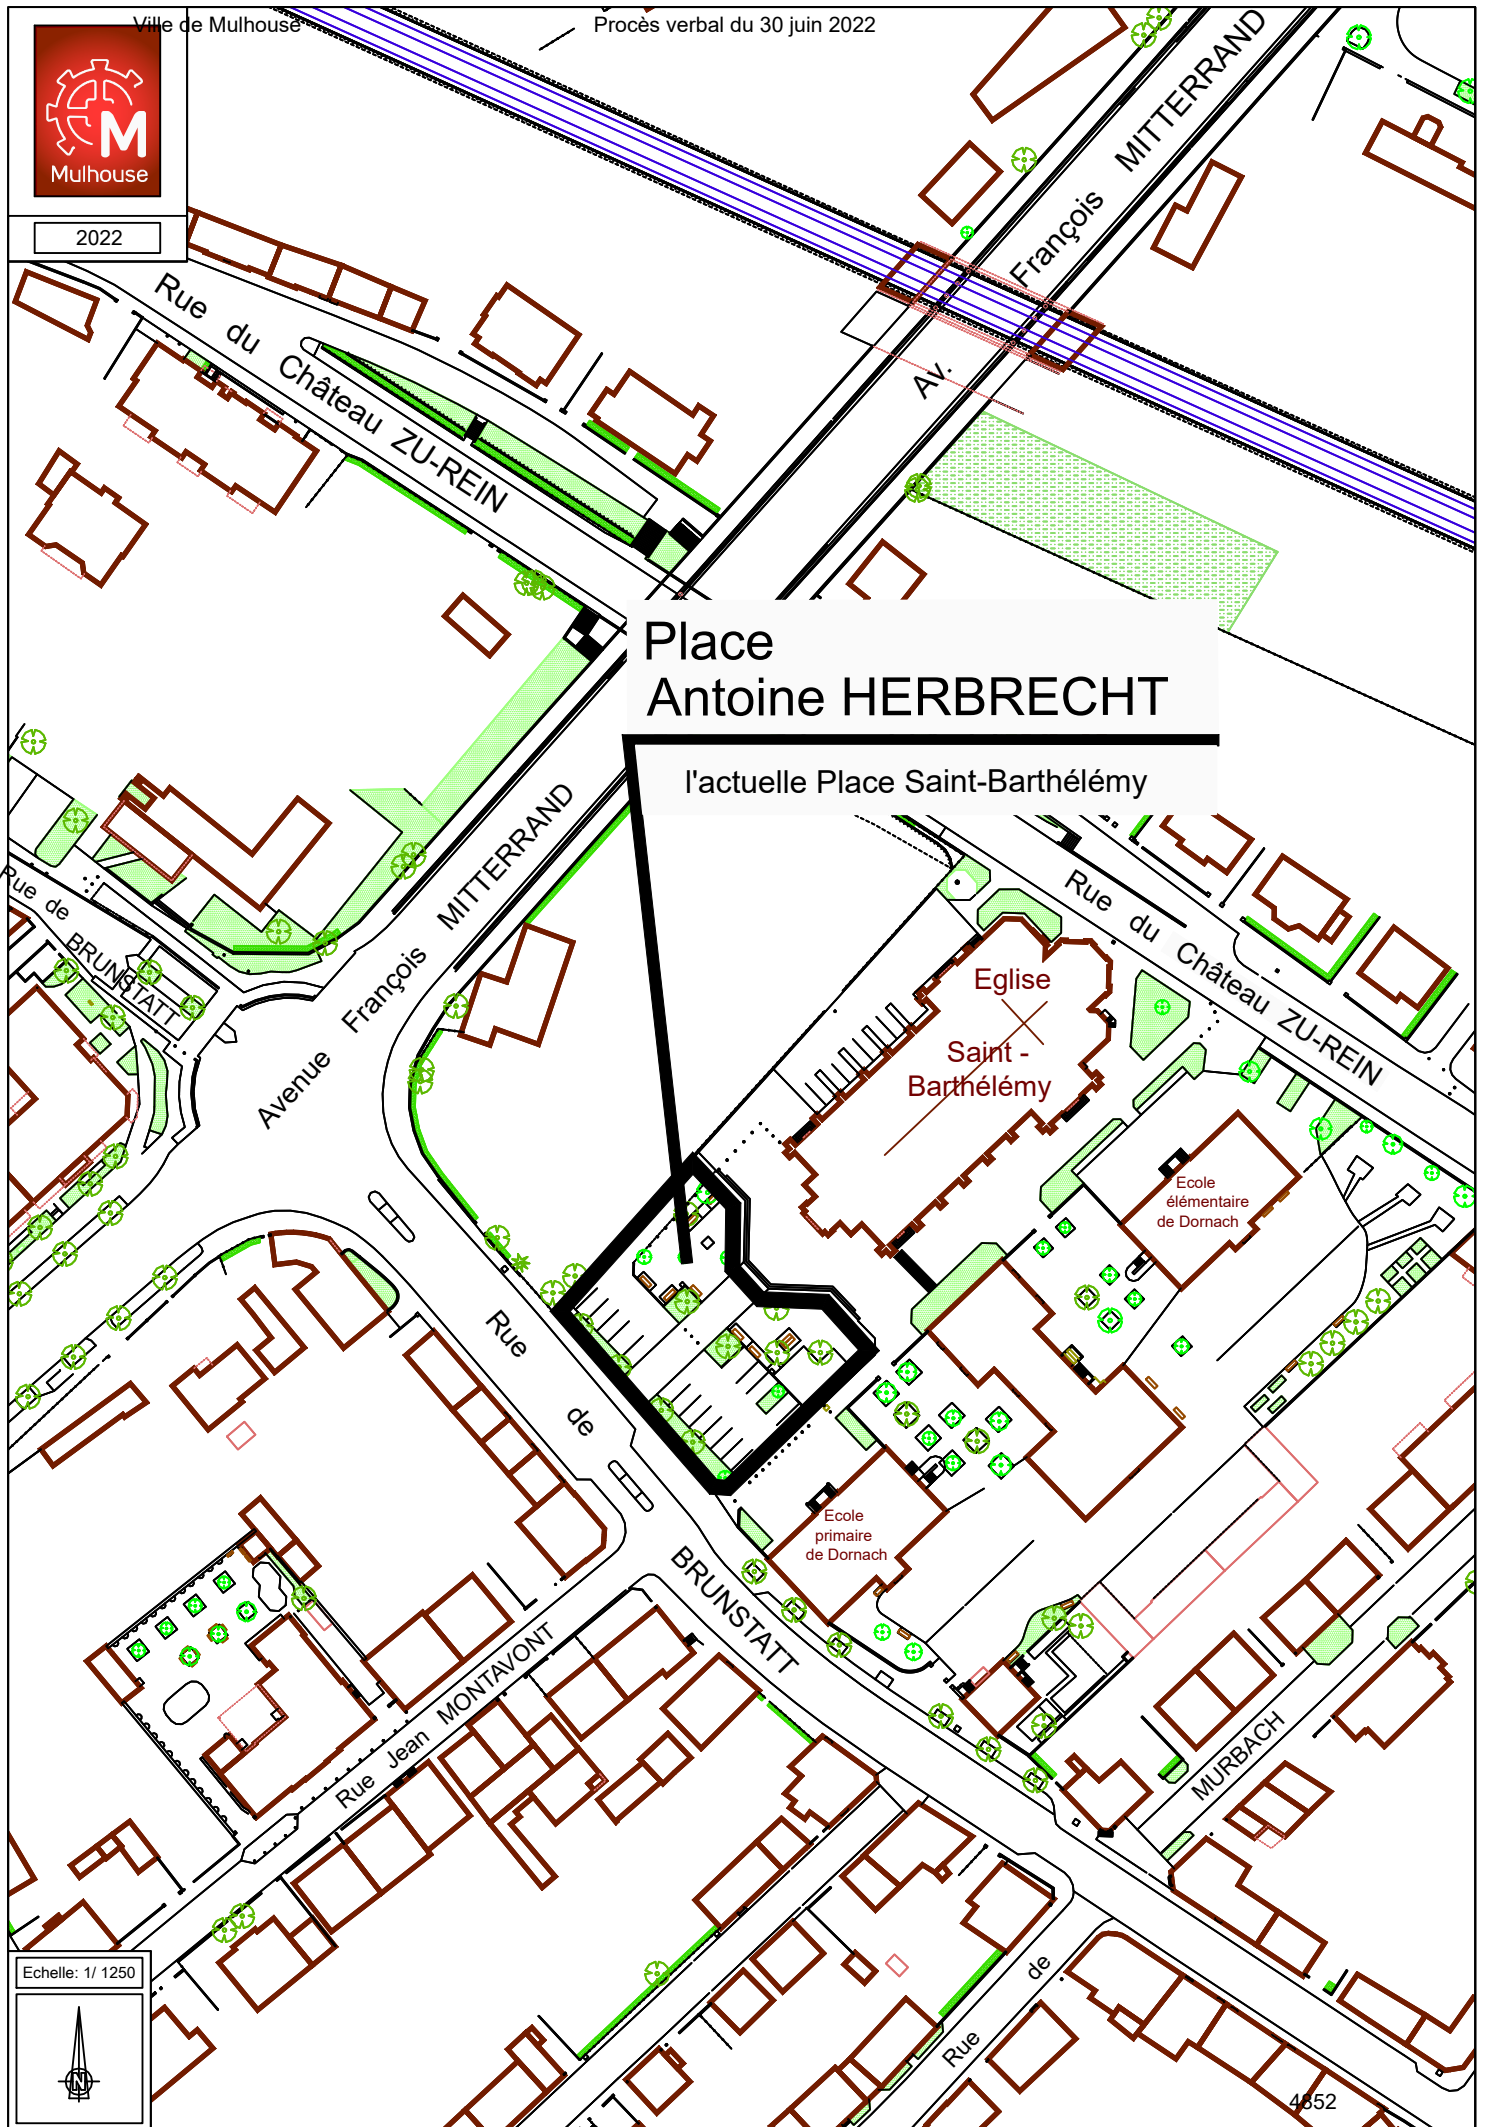 Ville de Mulhouse
Procès verbal du 30 juin 2022
M
Mulhouse
2022
Rue du Château ZU-REIN
Av. François MITTERRAND
Place
Antoine HERBRECHT
l'actuelle Place Saint-Barthélémy
Rue de
BRUNSTATT
Avenue François MITTERRAND
Rue du Château ZU-REIN
Eglise
Saint -
Barthélémy
Ecole
élémentaire
de Dornach
Rue de BRUNSTATT
Ecole
primaire
de Dornach
Rue Jean MONTAVONT
Rue de MURBACH
Echelle: 1/ 1250
N
4852